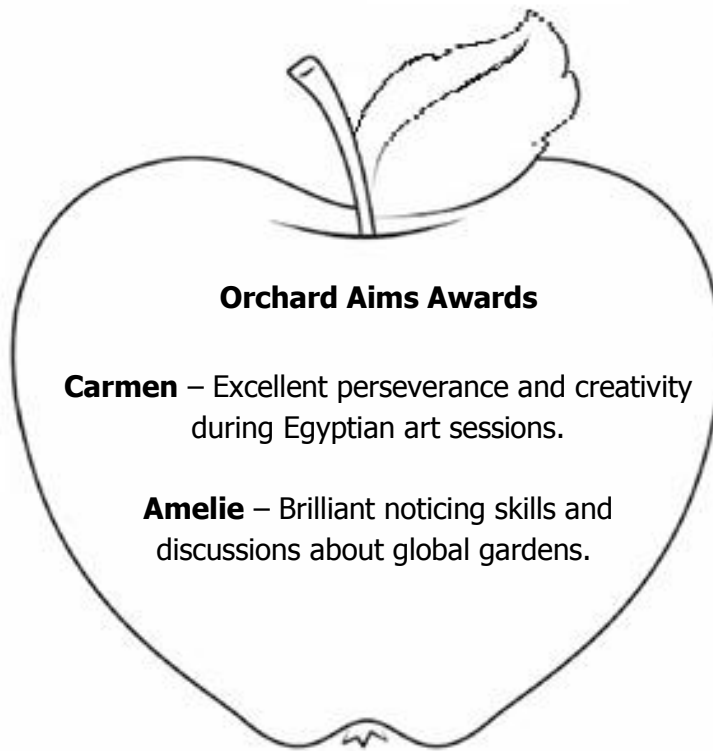 Orchard Aims Awards
Carmen – Excellent perseverance and creativity
during Egyptian art sessions.
Amelie – Brilliant noticing skills and
discussions about global gardens.